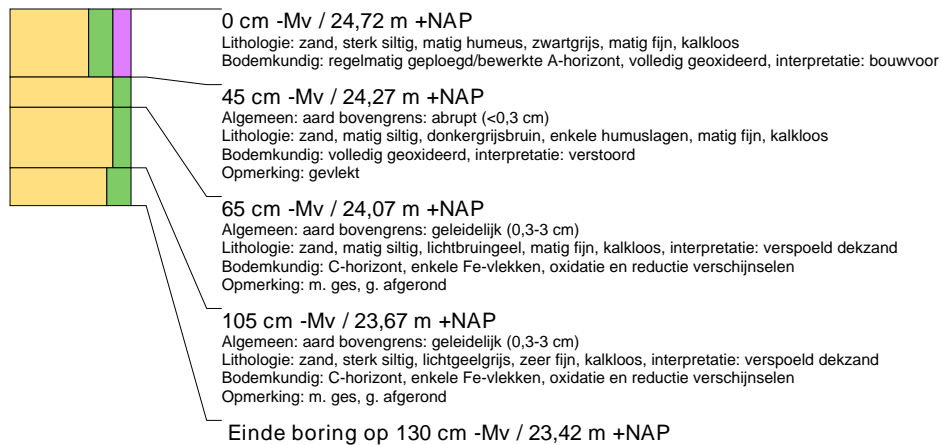 0 cm -Mv / 24,72 m +NAP
Lithologie: zand, sterk siltig, matig humeus, zwartgrijs, matig fijn, kalkloos
Bodemkundig: regelmatig geploegd/bewerkte A-horizont, volledig geoxideerd, interpretatie: bouwvoor
45 cm -Mv / 24,27 m +NAP
Algemeen: aard bovengrens: abrupt (<0,3 cm)
Lithologie: zand, matig siltig, donkergrijsbruin, enkele humuslagen, matig fijn, kalkloos
Bodemkundig: volledig geoxideerd, interpretatie: verstoord
Opmerking: gevlekt
65 cm -Mv / 24,07 m +NAP
Algemeen: aard bovengrens: geleidelijk (0,3-3 cm)
Lithologie: zand, matig siltig, lichtbruingeel, matig fijn, kalkloos, interpretatie: verspoeld dekzand
Bodemkundig: C-horizont, enkele Fe-vlekken, oxidatie en reductie verschijnselen
Opmerking: m. ges, g. afgerond
105 cm -Mv / 23,67 m +NAP
Algemeen: aard bovengrens: geleidelijk (0,3-3 cm)
Lithologie: zand, sterk siltig, lichtgeelgrijs, zeer fijn, kalkloos, interpretatie: verspoeld dekzand
Bodemkundig: C-horizont, enkele Fe-vlekken, oxidatie en reductie verschijnselen
Opmerking: m. ges, g. afgerond
Einde boring op 130 cm -Mv / 23,42 m +NAP